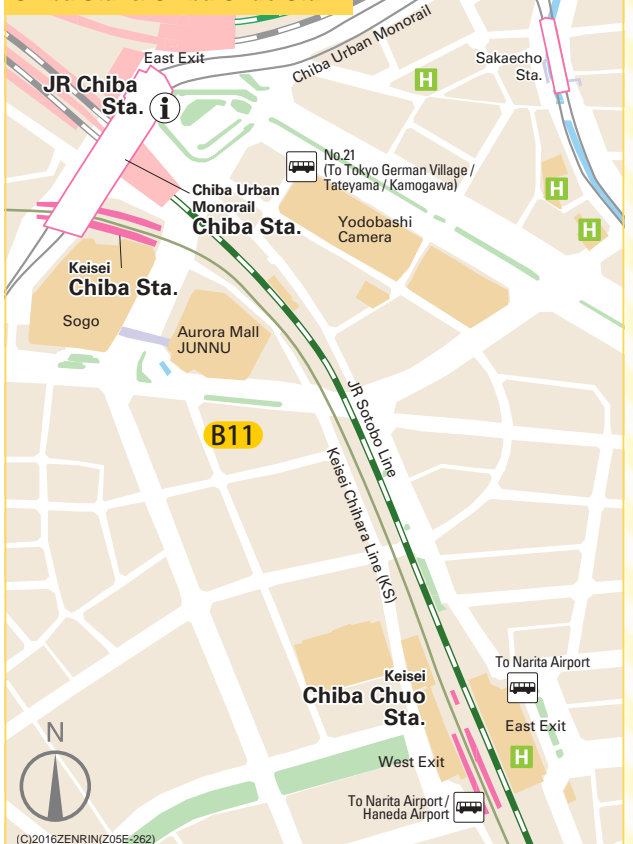 East Exit
Chiba Urban Monorail
Sakaecho
Sta.
H
JR Chiba
Sta.
i
No.21
(To Tokyo German Village /
Tateyama / Kamogawa)
H
Chiba Urban
Monorail
Chiba Sta.
Yodobashi
Camera
H
Keisei
Chiba Sta.
Sogo
Aurora Mall
JUNNU
JR Sotobo Line
B11
Keisei Chihara Line (KS)
To Narita Airport
Keisei
Chiba Chuo
Sta.
East Exit
N
West Exit
H
To Narita Airport /
Haneda Airport
(C)2016ZENRIN(Z05E-262)